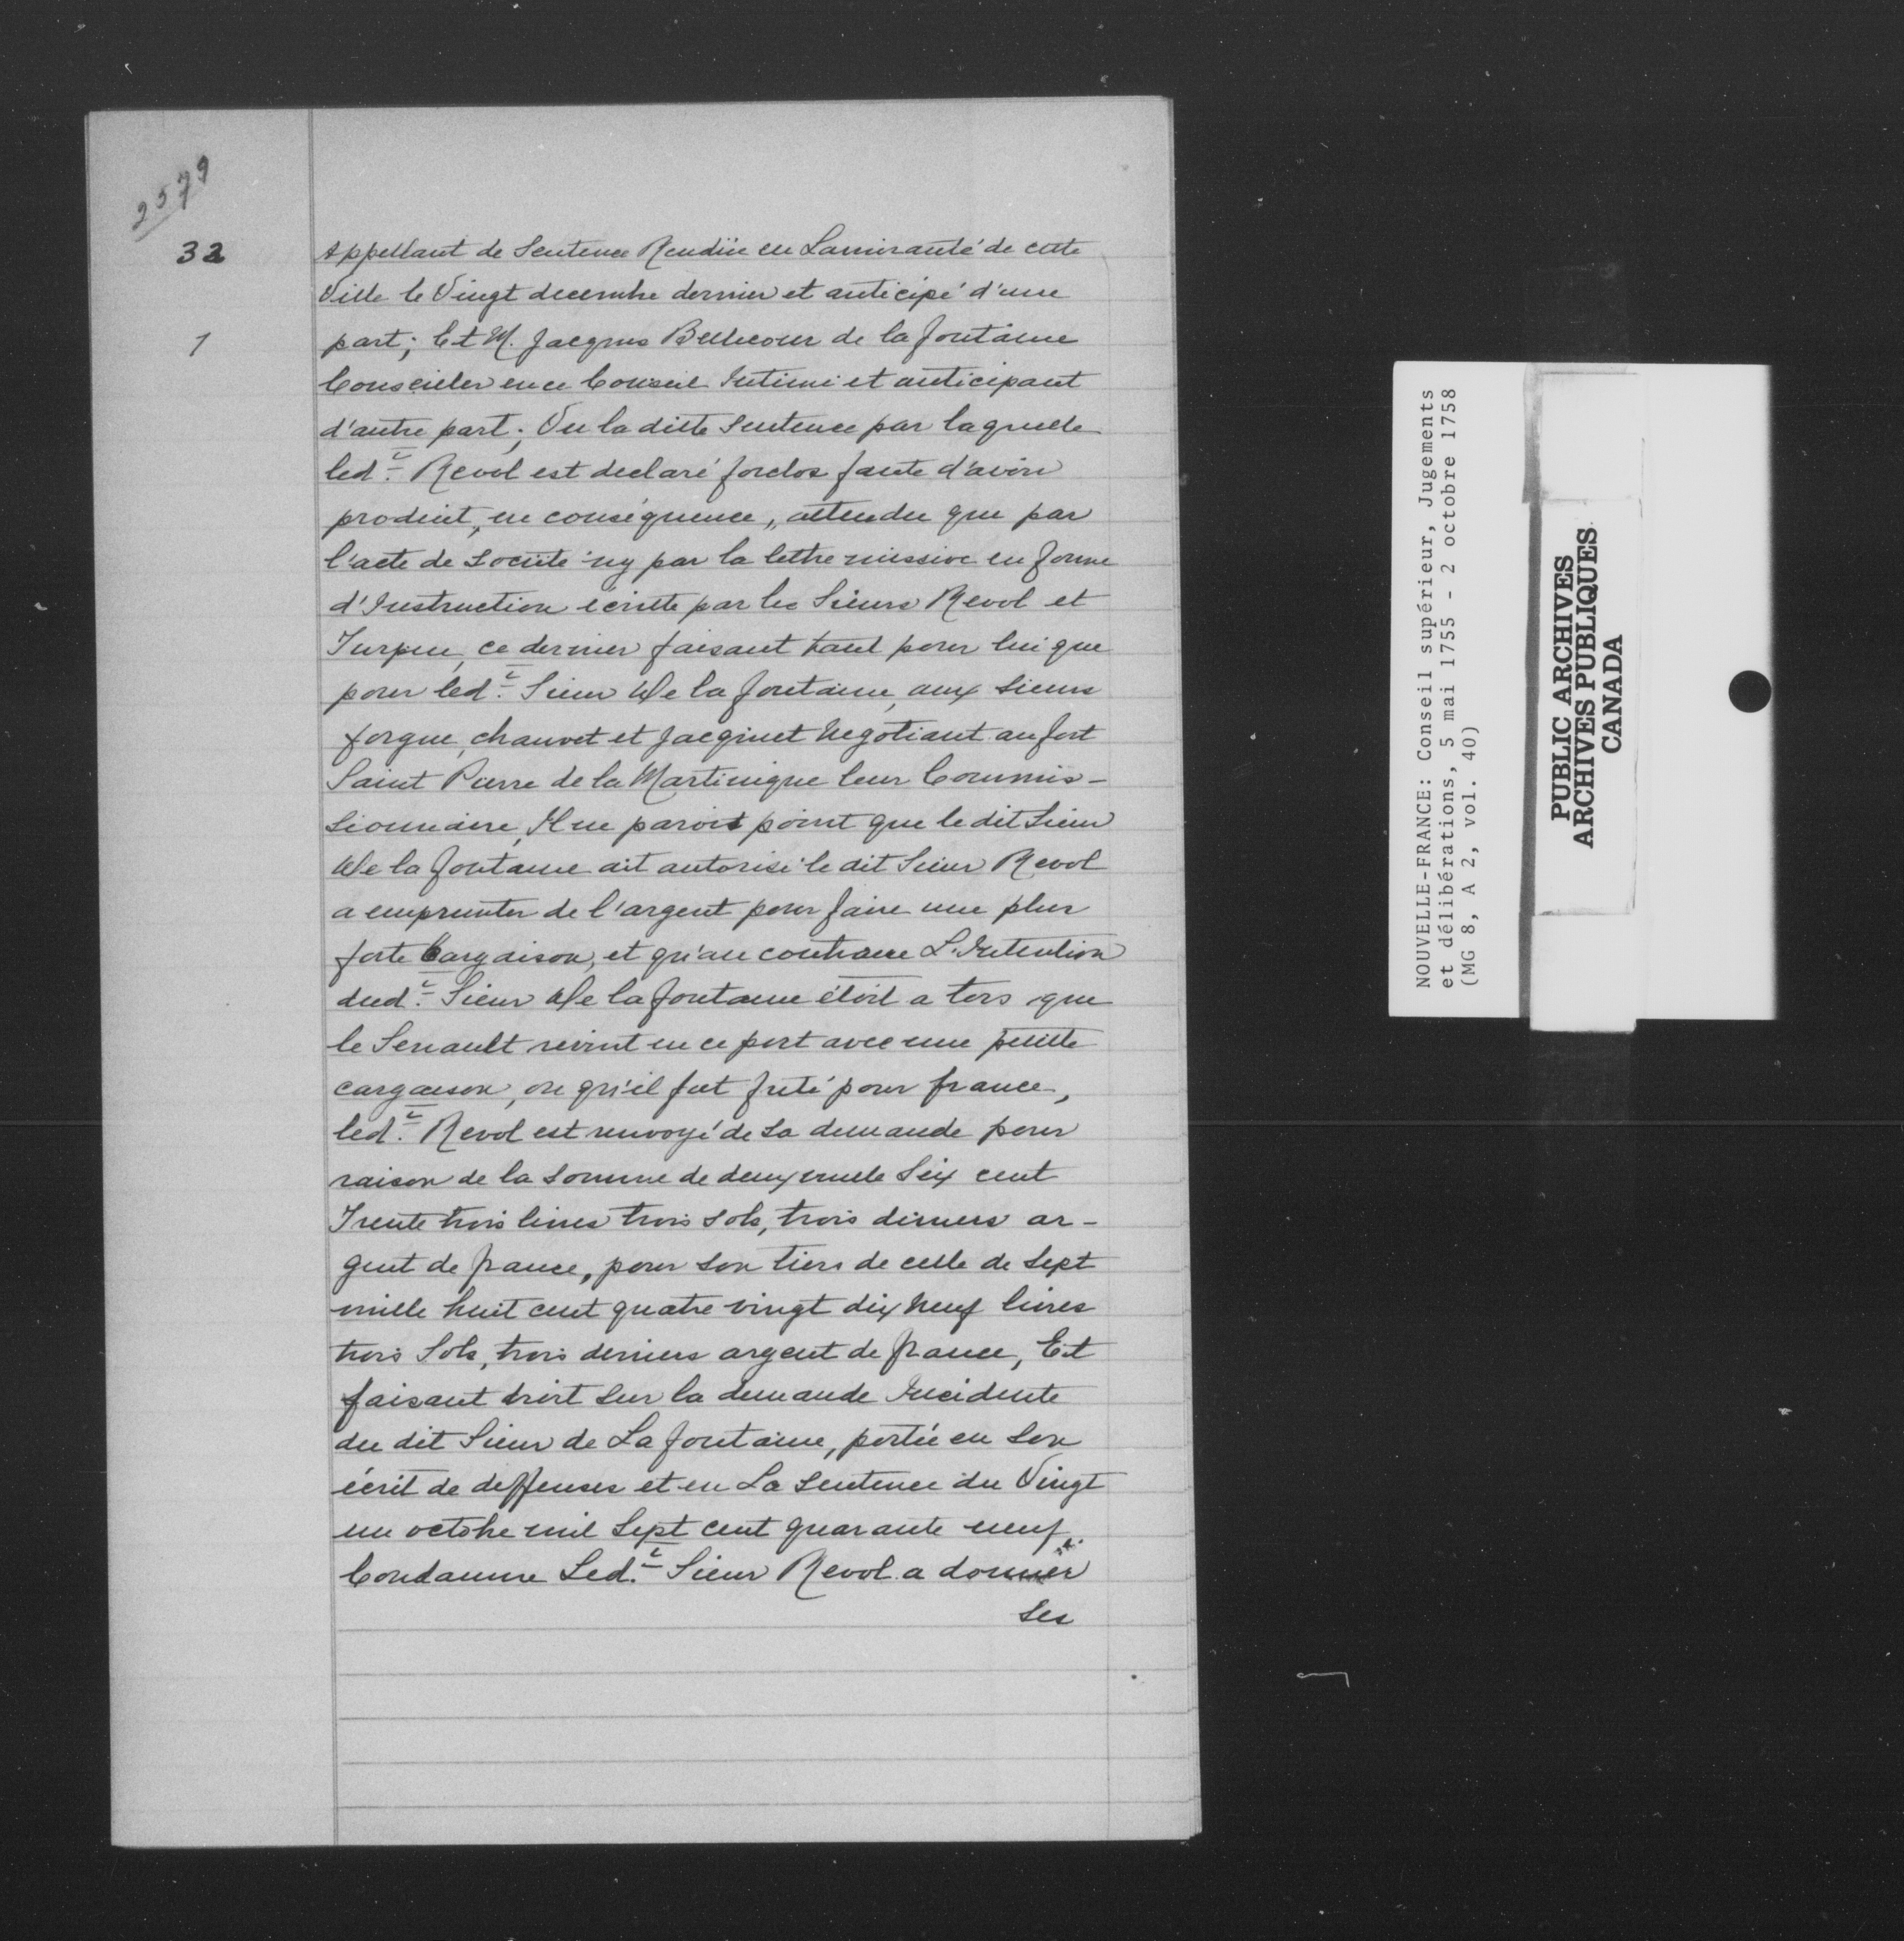 2579
32
1
Appellant de Sentence Rendüe en Lamirauté de cette
Ville le Vingt decembre dernier et anticipé d'une
part; Et M. Jacques Bellecour de la fontaine
Conseiller en ce Conseil Intimé et anticipant
d'autre part; Vu la ditte Sentence par laquelle
led.t Revol est declaré forclos faute d'avoir
produit, en conséquence, attendu que par
l'acte de Société ny par la lettre missive en forme
d'Instruction écritte par les Sieurs Revol et
Turpin, ce dernier faisant tant pour lui que
pour led.t Sieur De la fontaine, aux Sieurs
forgue, chauvet et Jacquet Negotiant au fort
Saint Pierre de la Martinique leur Commis-
sionnaire, Il ne paroit point que le dit Sieur
De la fontaine ait autorisé le dit Sieur Revol
a emprunter de l'argent pour faire une plus
forte Cargaison, et qu'au contraire L'Intention
dud.t Sieur De la fontaine étoit a lors que
le Senault revint en ce port avec une petitte
cargaison, ou qu'il fut freté pour france,
led.t Revol est renvoyé de sa demande pour
raison de la Somme de deux mille Six cent
Trente trois livres trois sols, trois deniers ar-
gent de france, pour son tiers de celle de Sept
mille huit cent quatre vingt dix neuf livres
trois Sols, trois deniers argent de france, Et
faisant droit sur la demande Incidente
du dit Sieur de La fontaine, portée en Son
écrit de deffenses et en La Sentence du Vingt
un octobre mil Sept cent quarante neuf,
Condamne Led.t Sieur Revol a donner
Ses
NOUVELLE-FRANCE: Conseil supérieur, Jugements
et délibérations, 5 mai 1755 - 2 octobre 1758
(MG 8, A 2, vol. 40)
PUBLIC ARCHIVES
ARCHIVES PUBLIQUES
CANADA